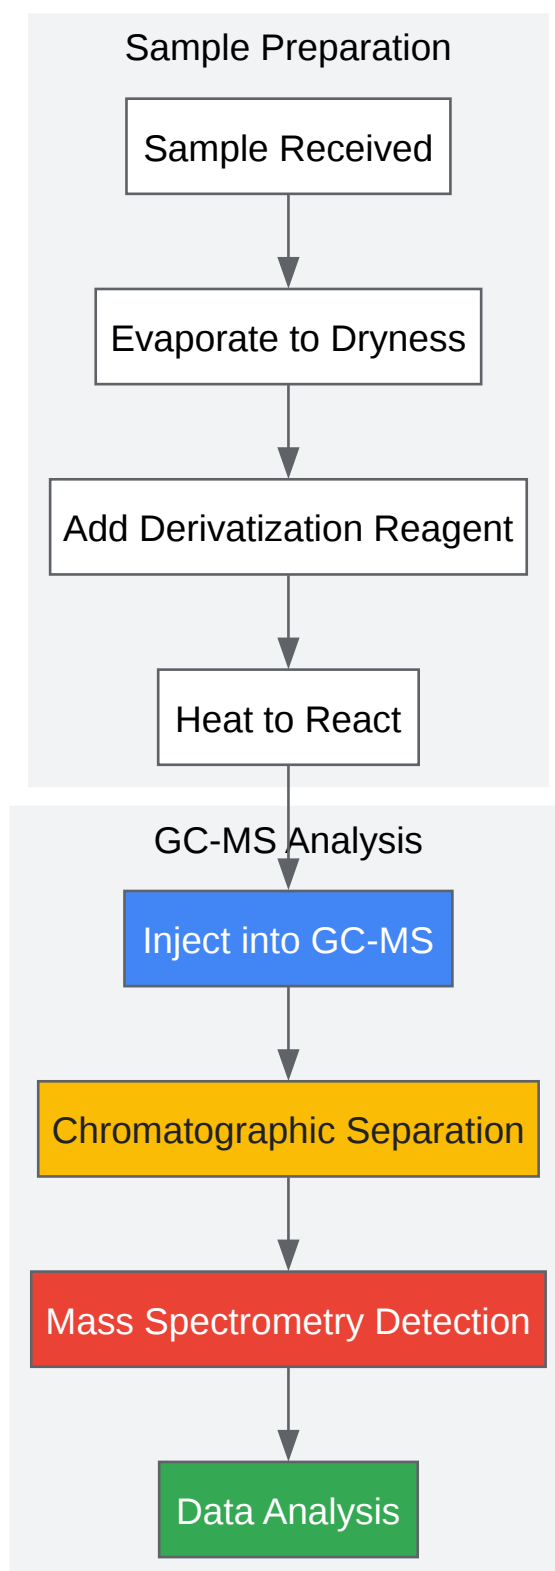 Sample Preparation
Sample Received
Evaporate to Dryness
Add Derivatization Reagent
Heat to React
GC-MS Analysis
Inject into GC-MS
Chromatographic Separation
Mass Spectrometry Detection
Data Analysis